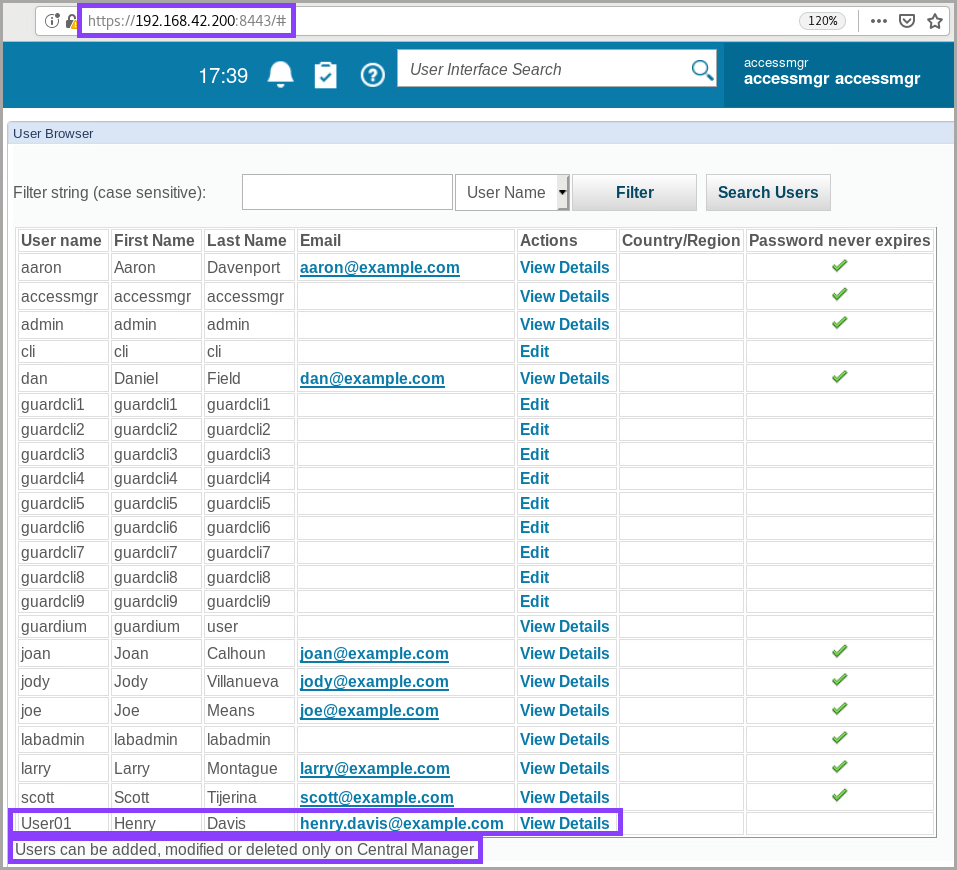 https://192.168.42.200:8443/#
120%
17:39
User Interface Search
accessmgr
accessmgr accessmgr
User Browser
Filter string (case sensitive):
User Name
Filter
Search Users
User name First Name Last Name Email Actions Country/Region Password never expires
aaron Aaron Davenport aaron@example.com View Details
accessmgr accessmgr accessmgr View Details
admin admin admin View Details
cli cli cli Edit
dan Daniel Field dan@example.com View Details
guardcli1 guardcli1 guardcli1 Edit
guardcli2 guardcli2 guardcli2 Edit
guardcli3 guardcli3 guardcli3 Edit
guardcli4 guardcli4 guardcli4 Edit
guardcli5 guardcli5 guardcli5 Edit
guardcli6 guardcli6 guardcli6 Edit
guardcli7 guardcli7 guardcli7 Edit
guardcli8 guardcli8 guardcli8 Edit
guardcli9 guardcli9 guardcli9 Edit
guardium guardium user View Details
joan Joan Calhoun joan@example.com View Details
jody Jody Villanueva jody@example.com View Details
joe Joe Means joe@example.com View Details
labadmin labadmin labadmin View Details
larry Larry Montague larry@example.com View Details
scott Scott Tijerina scott@example.com View Details
User01 Henry Davis henry.davis@example.com View Details
Users can be added, modified or deleted only on Central Manager